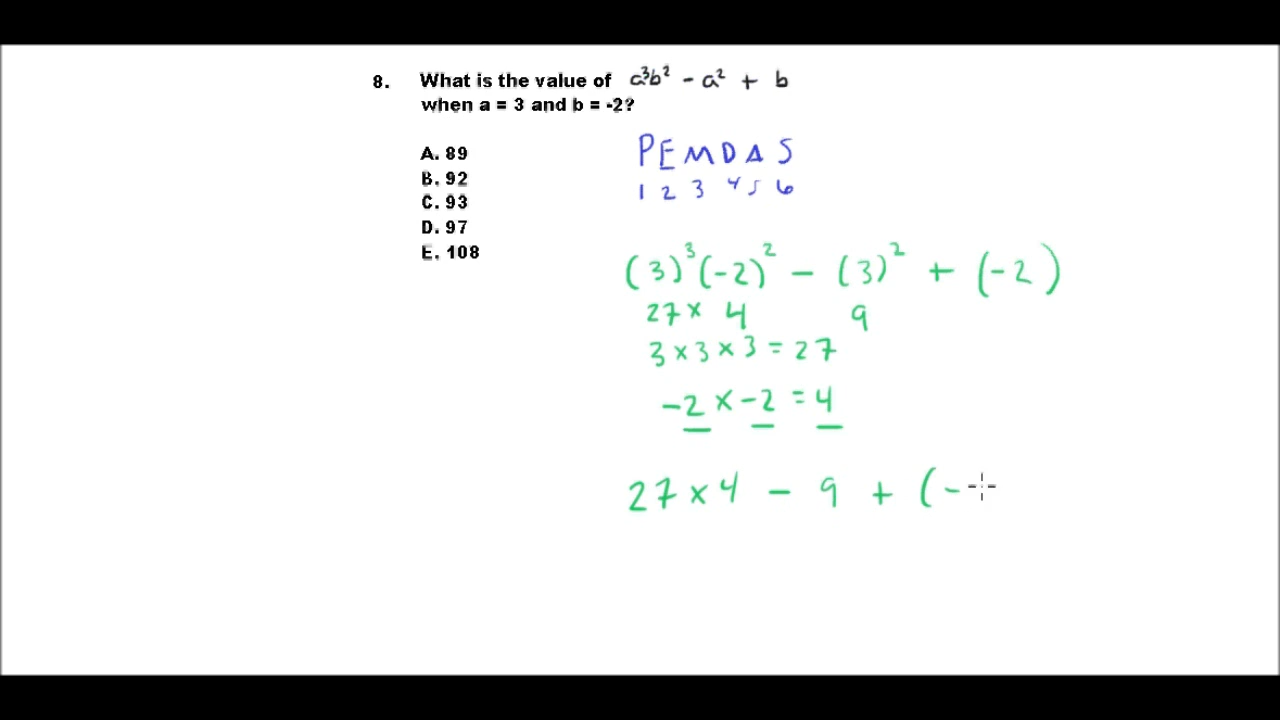 8. What is the value of a³b² - a² + b
when a = 3 and b = -2?
PEMDAS
1 2 3 4 5 6
A. 89
B. 92
C. 93
D. 97
E. 108
(3)³(-2)² - (3)² + (-2)
27 x 4 9
3 x 3 x 3 = 27
-2 x -2 = 4
27 x 4 - 9 + (-